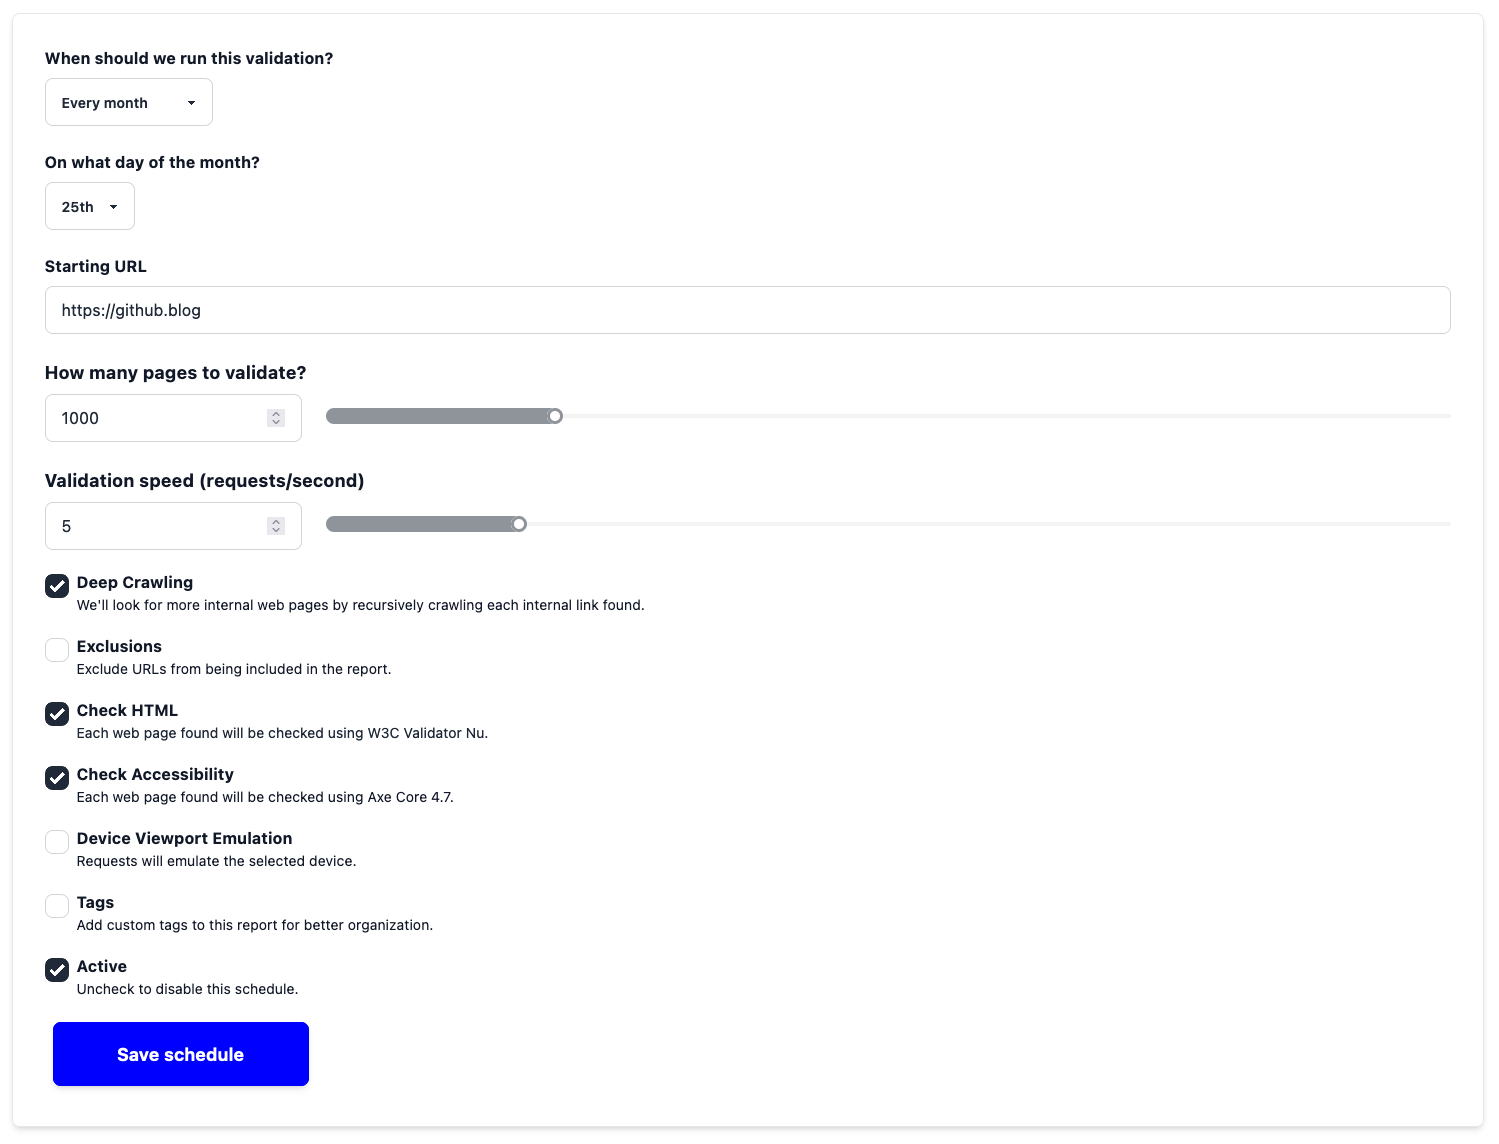 When should we run this validation?
Every month
On what day of the month?
25th
Starting URL
https://github.blog
How many pages to validate?
1000
Validation speed (requests/second)
5
Deep Crawling
We'll look for more internal web pages by recursively crawling each internal link found.
Exclusions
Exclude URLs from being included in the report.
Check HTML
Each web page found will be checked using W3C Validator Nu.
Check Accessibility
Each web page found will be checked using Axe Core 4.7.
Device Viewport Emulation
Requests will emulate the selected device.
Tags
Add custom tags to this report for better organization.
Active
Uncheck to disable this schedule.
Save schedule